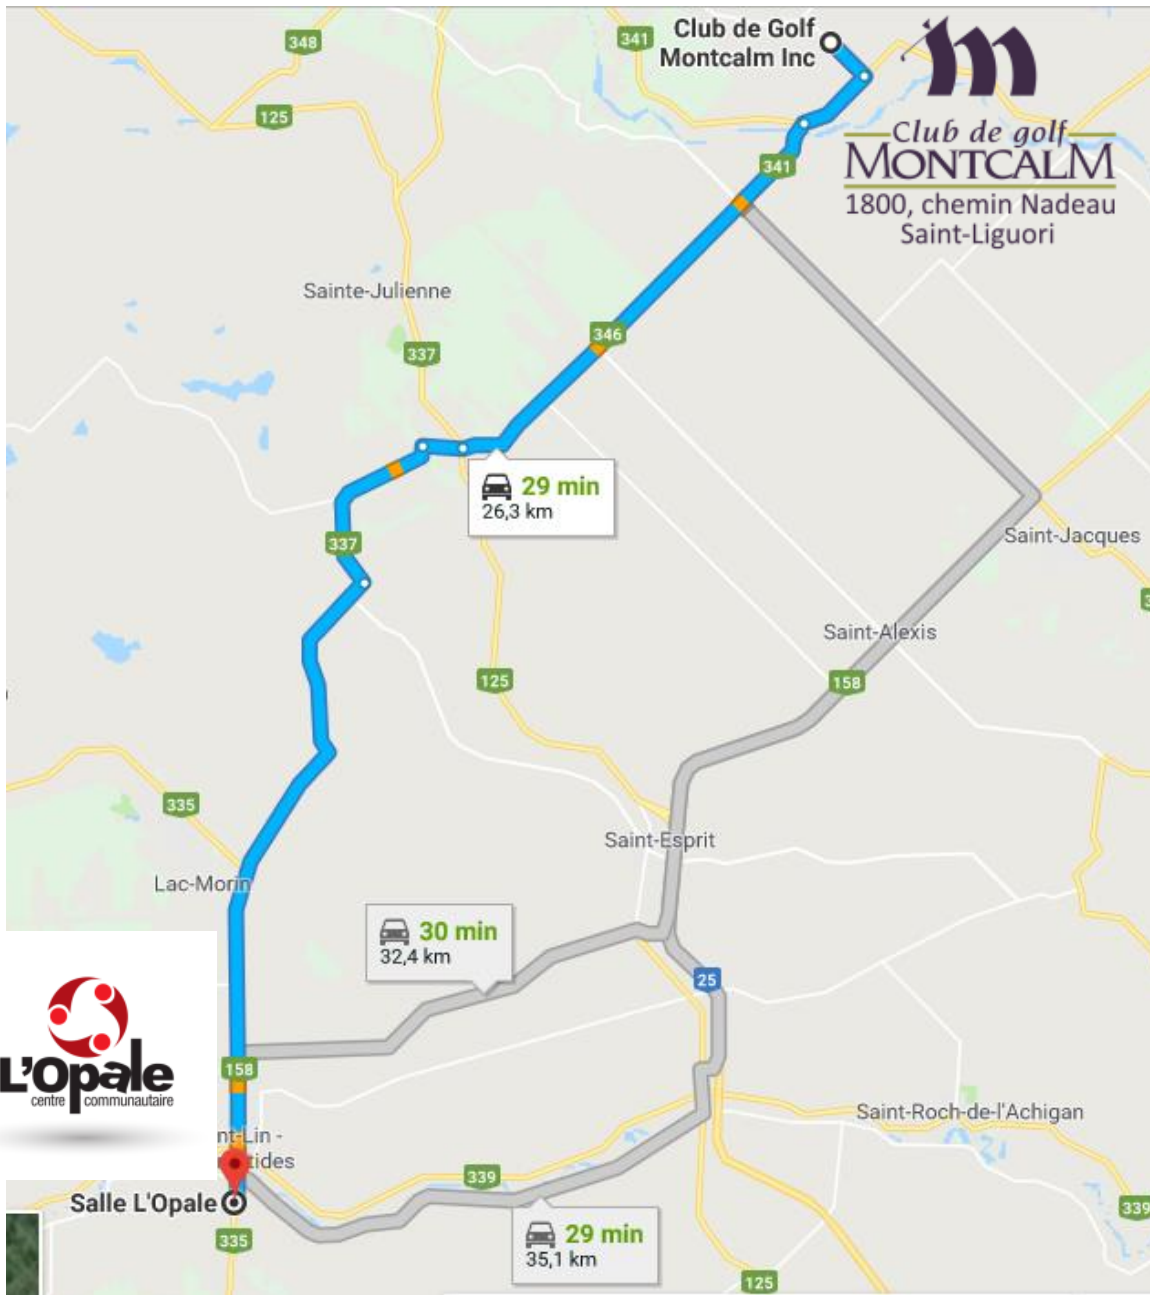 Club de Golf
Montcalm Inc
348
341
125
Club de golf
MONTCALM
1800, chemin Nadeau
Saint-Liguori
341
Sainte-Julienne
346
337
29 min
26,3 km
337
Saint-Jacques
Saint-Alexis
125
158
335
Saint-Esprit
Lac-Morin
30 min
32,4 km
25
L'Opale
centre communautaire
158
Saint-Roch-de-l'Achigan
nt-Lin -
tides
339
Salle L'Opale
339
335
29 min
35,1 km
125